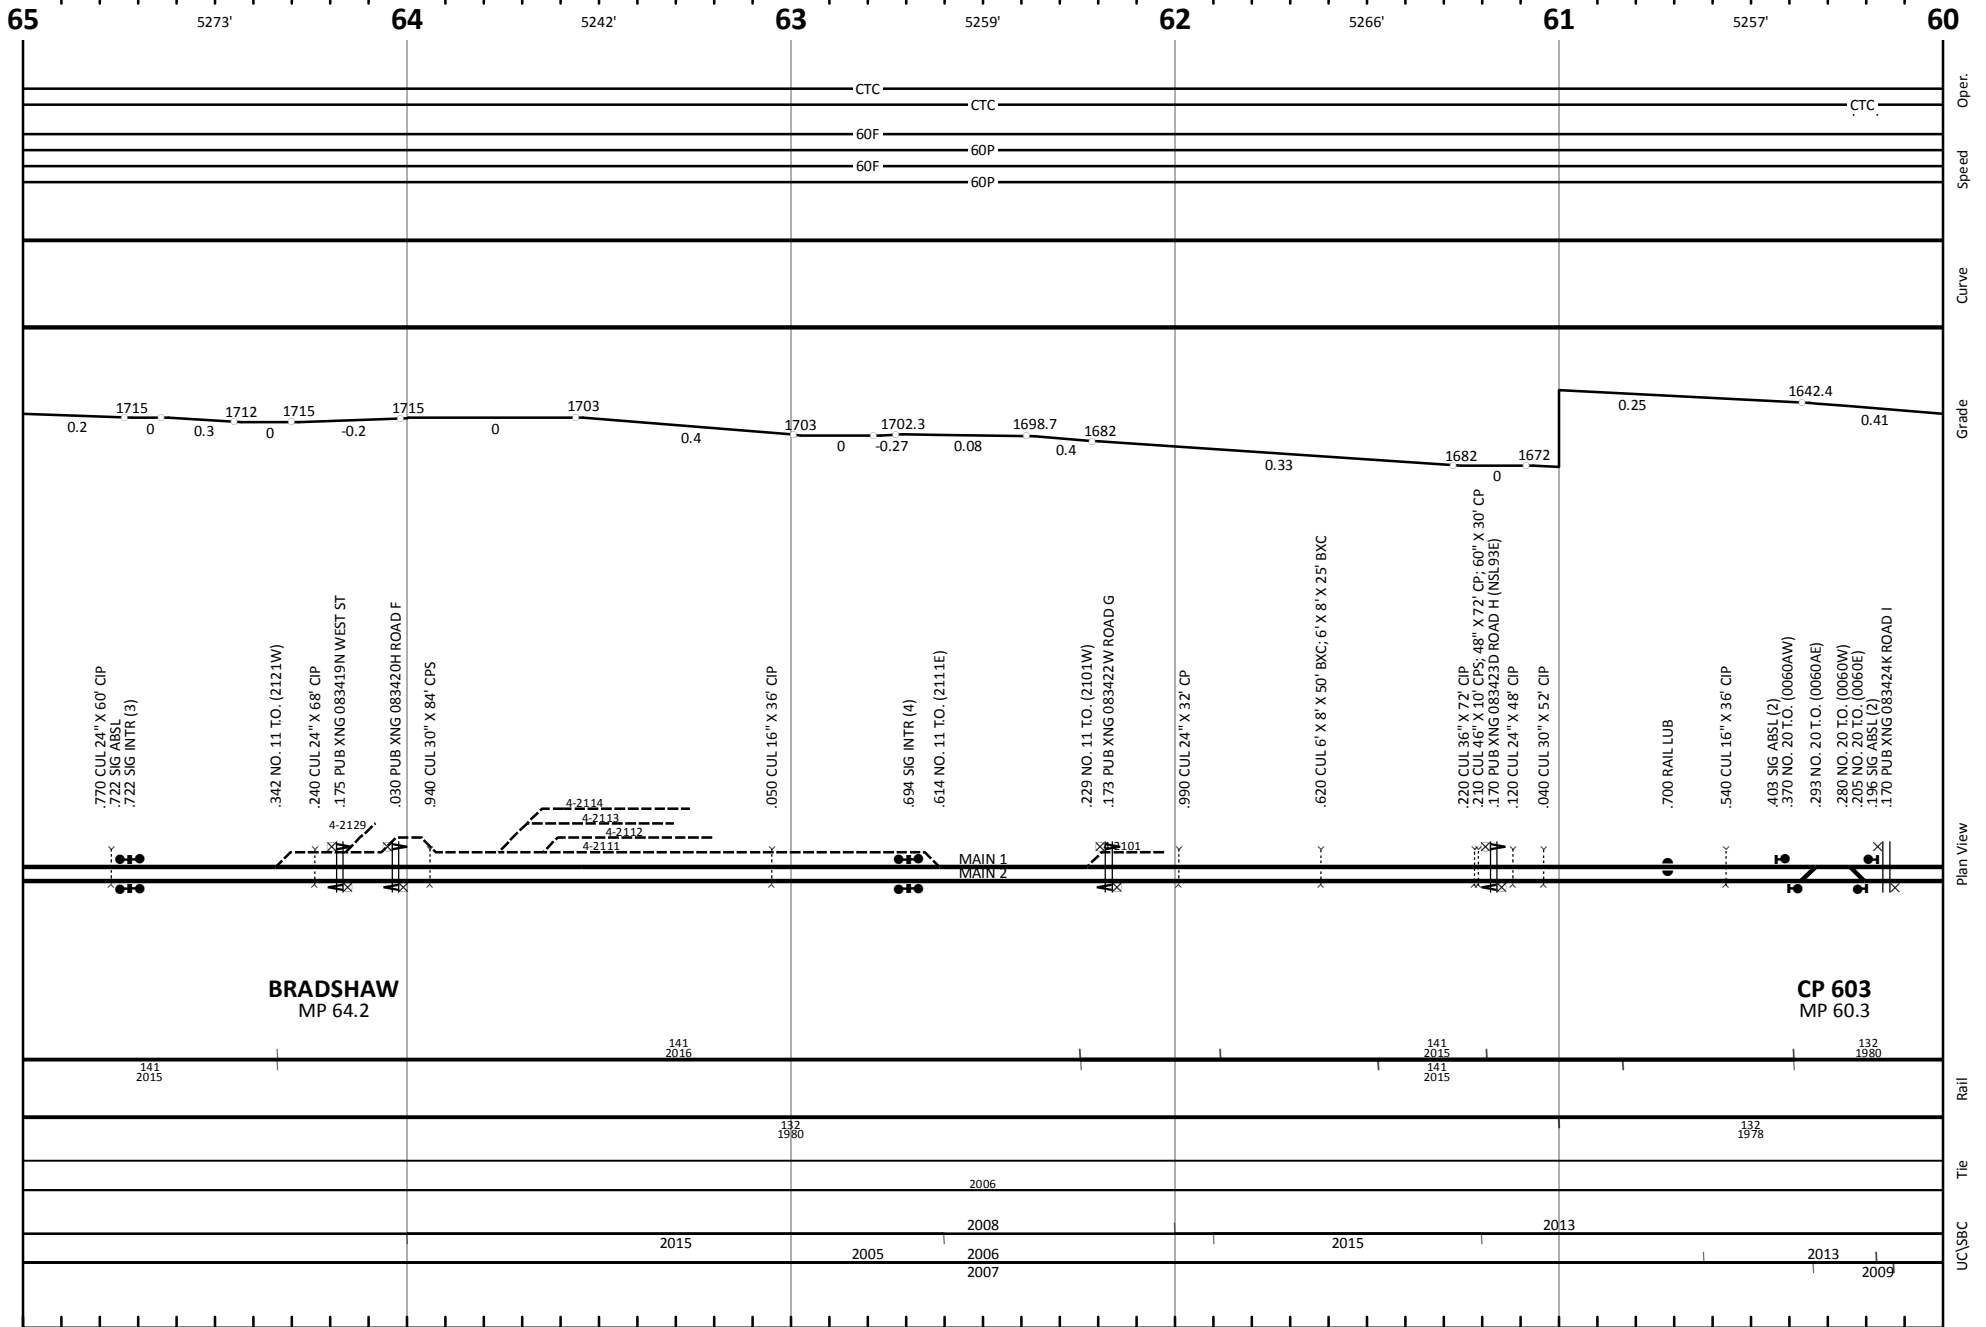 65 5273' 64 5242' 63 5259' 62 5266' 61 5257' 60
CTC
CTC CTC
Oper.
60F
60P
60F
60P
Speed
Curve
1715 1712 1715 1715 1703 1703 1702.3 1698.7 1682 1682 1672 1642.4
0.2 0 0.3 0 -0.2 0 0.4 0 -0.27 0.08 0.4 0.33 0 0.25 0.41
Grade
.770 CUL 24" X 60' CIP
.722 SIG ABSL
.722 SIG INTR (3)
.342 NO. 11 T.O. (2121W)
.240 CUL 24" X 68' CIP
.175 PUB XNG 083419N WEST ST
.030 PUB XNG 083420H ROAD F
.940 CUL 30" X 84' CPS
.050 CUL 16" X 36' CIP
.694 SIG INTR (4)
.614 NO. 11 T.O. (2111E)
.229 NO. 11 T.O. (2101W)
.173 PUB XNG 083422W ROAD G
.990 CUL 24" X 32' CP
.620 CUL 6' X 8' X 50' BXC; 6' X 8' X 25' BXC
.220 CUL 36" X 72' CIP
.210 CUL 46" X 10' CPS; 48" X 72' CP; 60" X 30' CP
.170 PUB XNG 083423D ROAD H (NSL93E)
.120 CUL 24" X 48' CIP
.040 CUL 30" X 52' CIP
.700 RAIL LUB
.540 CUL 16" X 36' CIP
.403 SIG ABSL (2)
.370 NO. 20 T.O. (0060AW)
.293 NO. 20 T.O. (0060AE)
.280 NO. 20 T.O. (0060W)
.205 NO. 20 T.O. (0060E)
.196 SIG ABSL (2)
.170 PUB XNG 083424K ROAD I
4-2129
4-2114
4-2113
4-2112
4-2111
2101
MAIN 1
MAIN 2
Plan View
BRADSHAW
MP 64.2
CP 603
MP 60.3
141 141 132
2016 2015 1980
141 141
2015 2015
Rail
132 132
1980 1978
Tie
2006
2008 2013
2015 2015
2005 2006 2013
2007 2009
UC\SBC